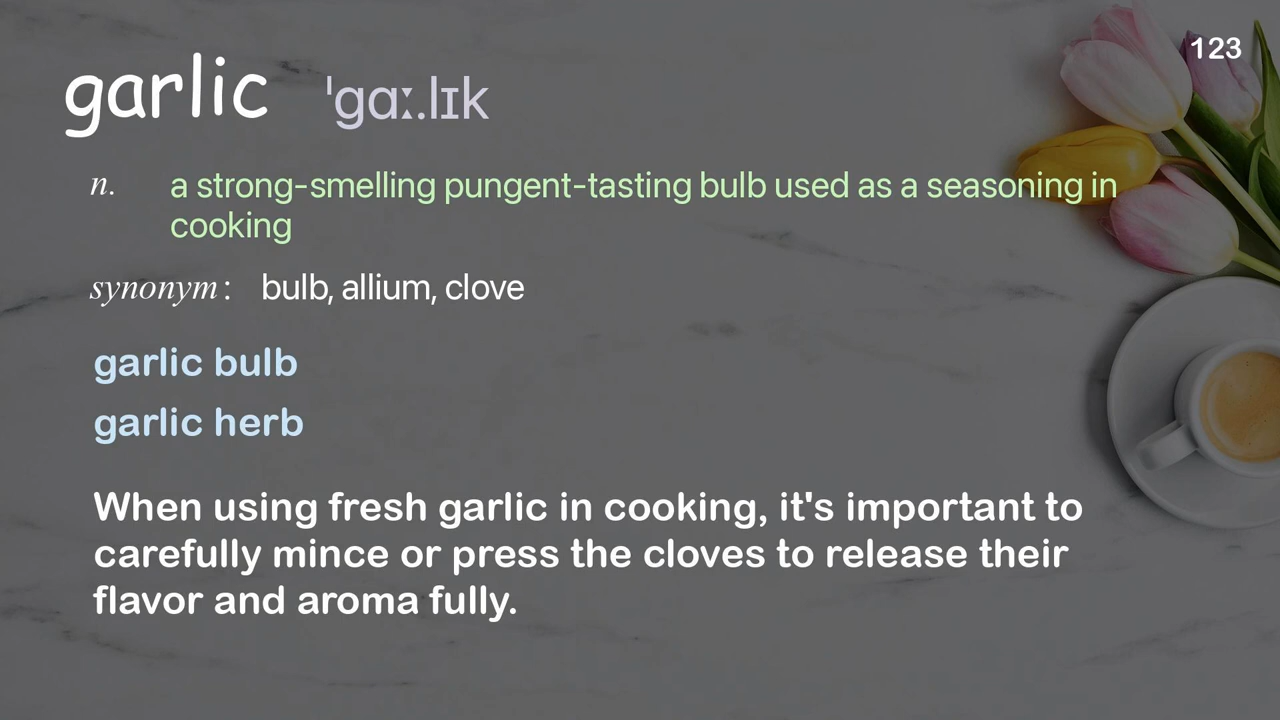 123
garlic ˈɡɑː.lɪk
n. a strong-smelling pungent-tasting bulb used as a seasoning in
cooking
synonym: bulb, allium, clove
garlic bulb
garlic herb
When using fresh garlic in cooking, it's important to
carefully mince or press the cloves to release their
flavor and aroma fully.